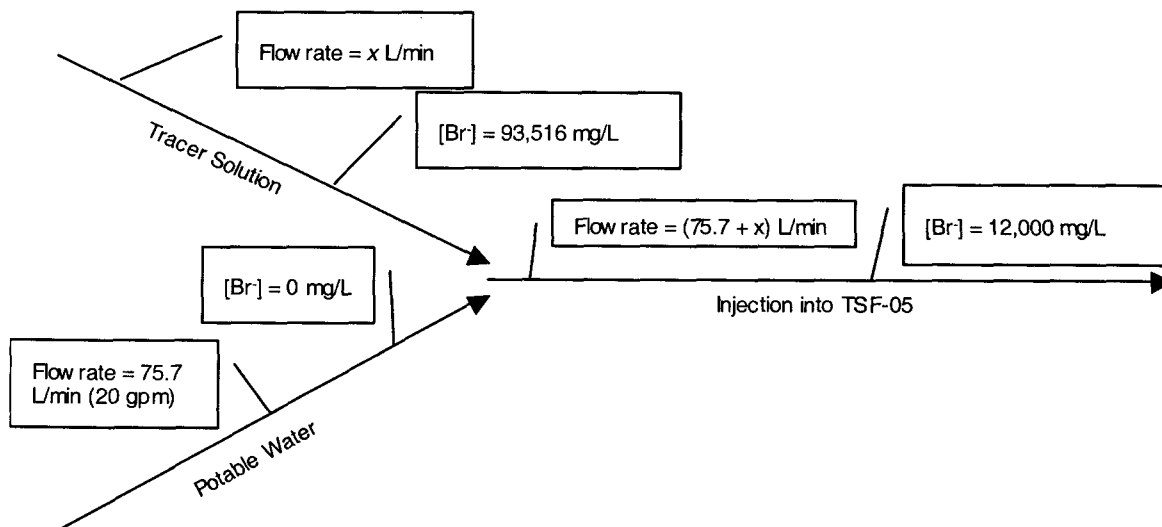 Flow rate = x L/min
[Br-] = 93,516 mg/L
Tracer Solution
Flow rate = (75.7 + x) L/min
[Br-] = 12,000 mg/L
[Br-] = 0 mg/L
Injection into TSF-05
Flow rate = 75.7
L/min (20 gpm)
Potable Water